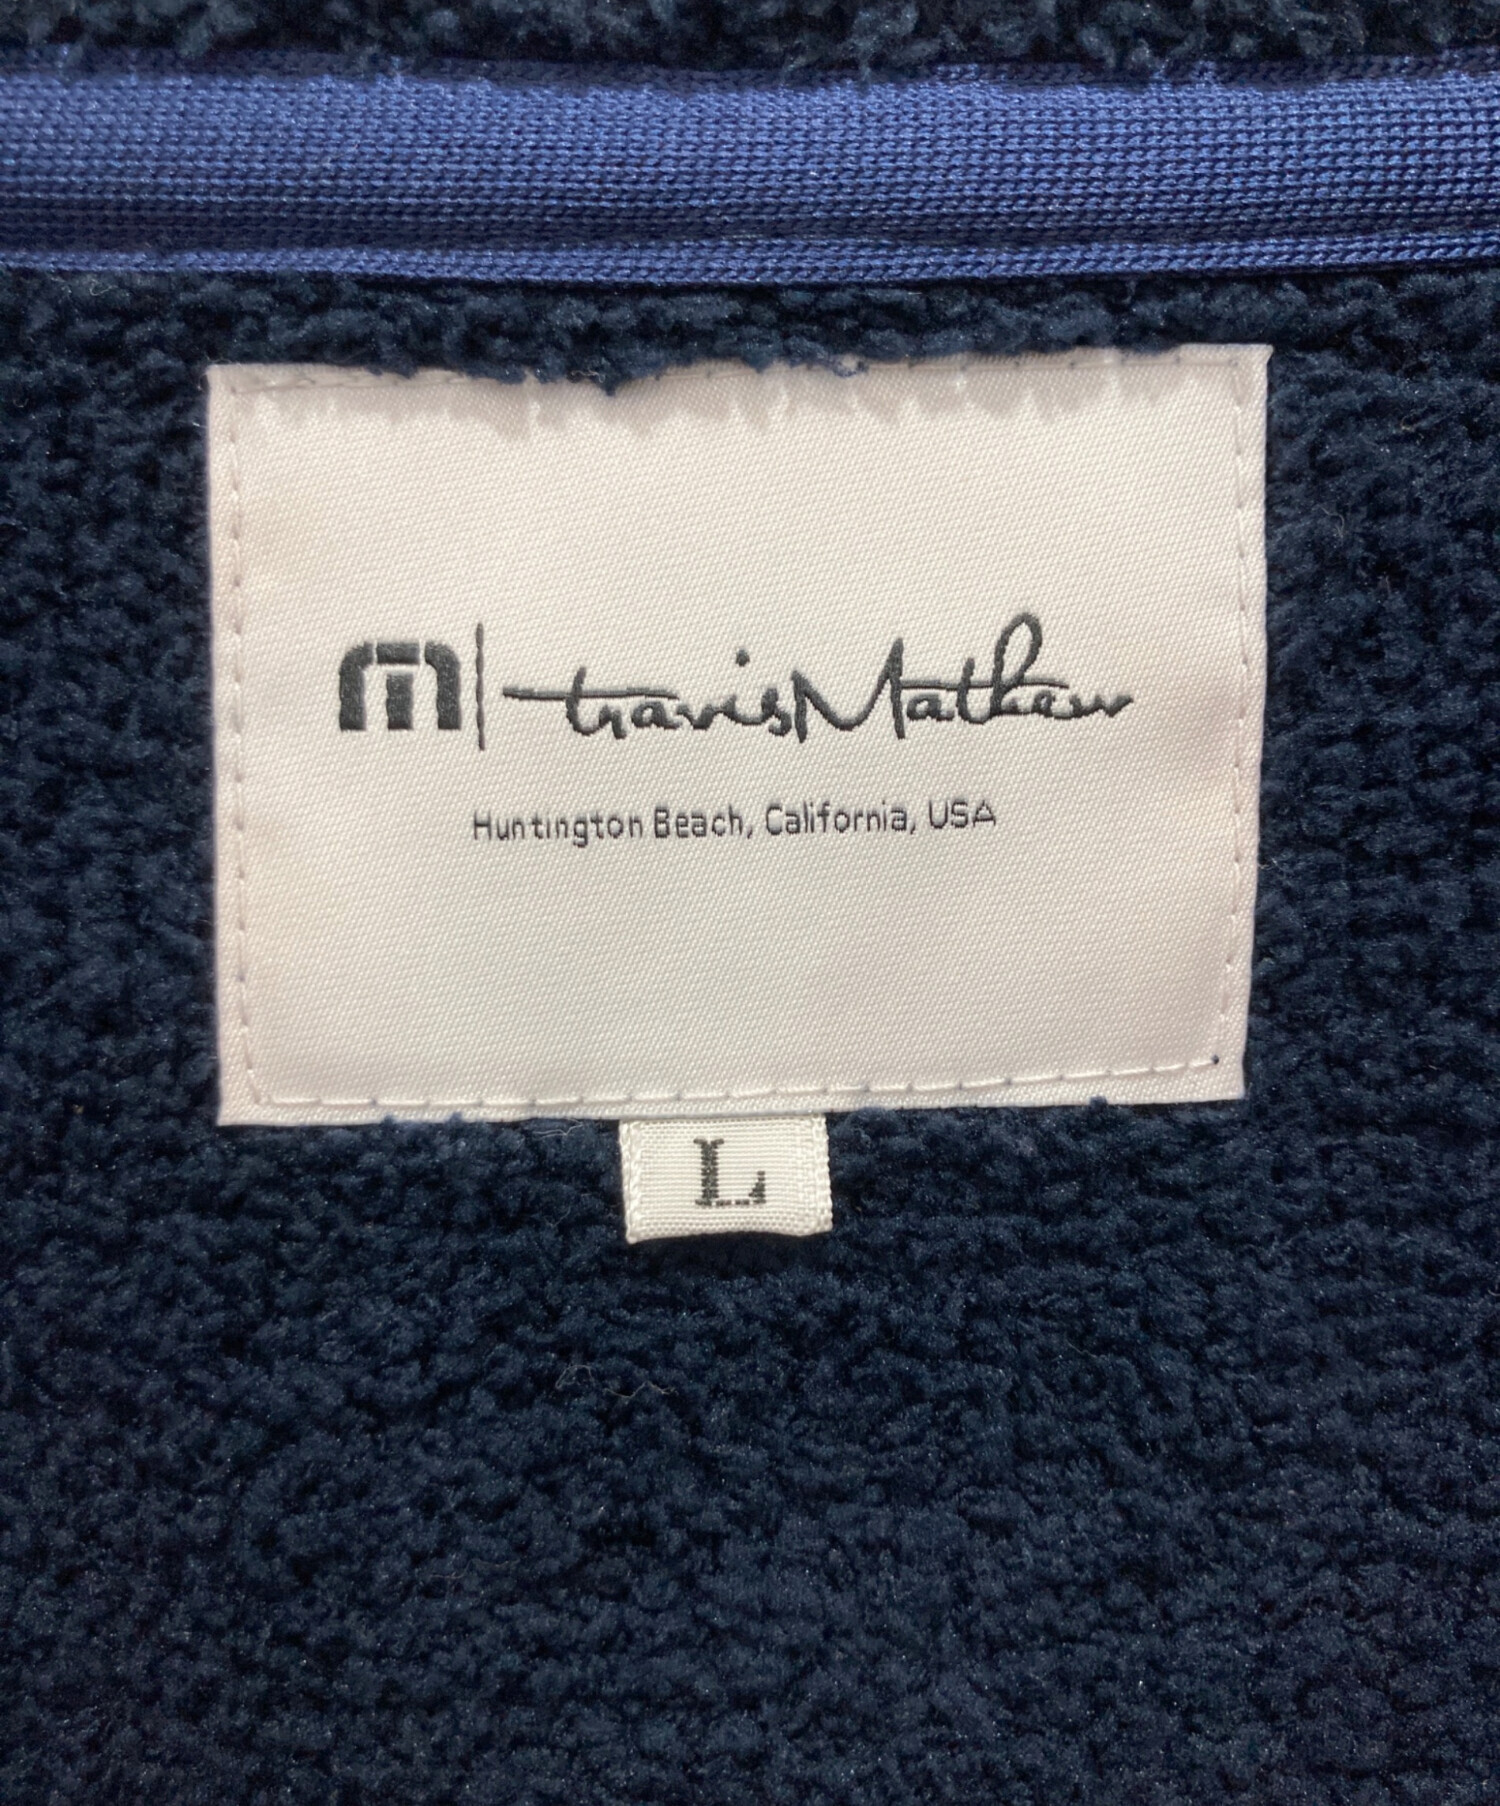 travisMathew
Huntington Beach, California, USA
L